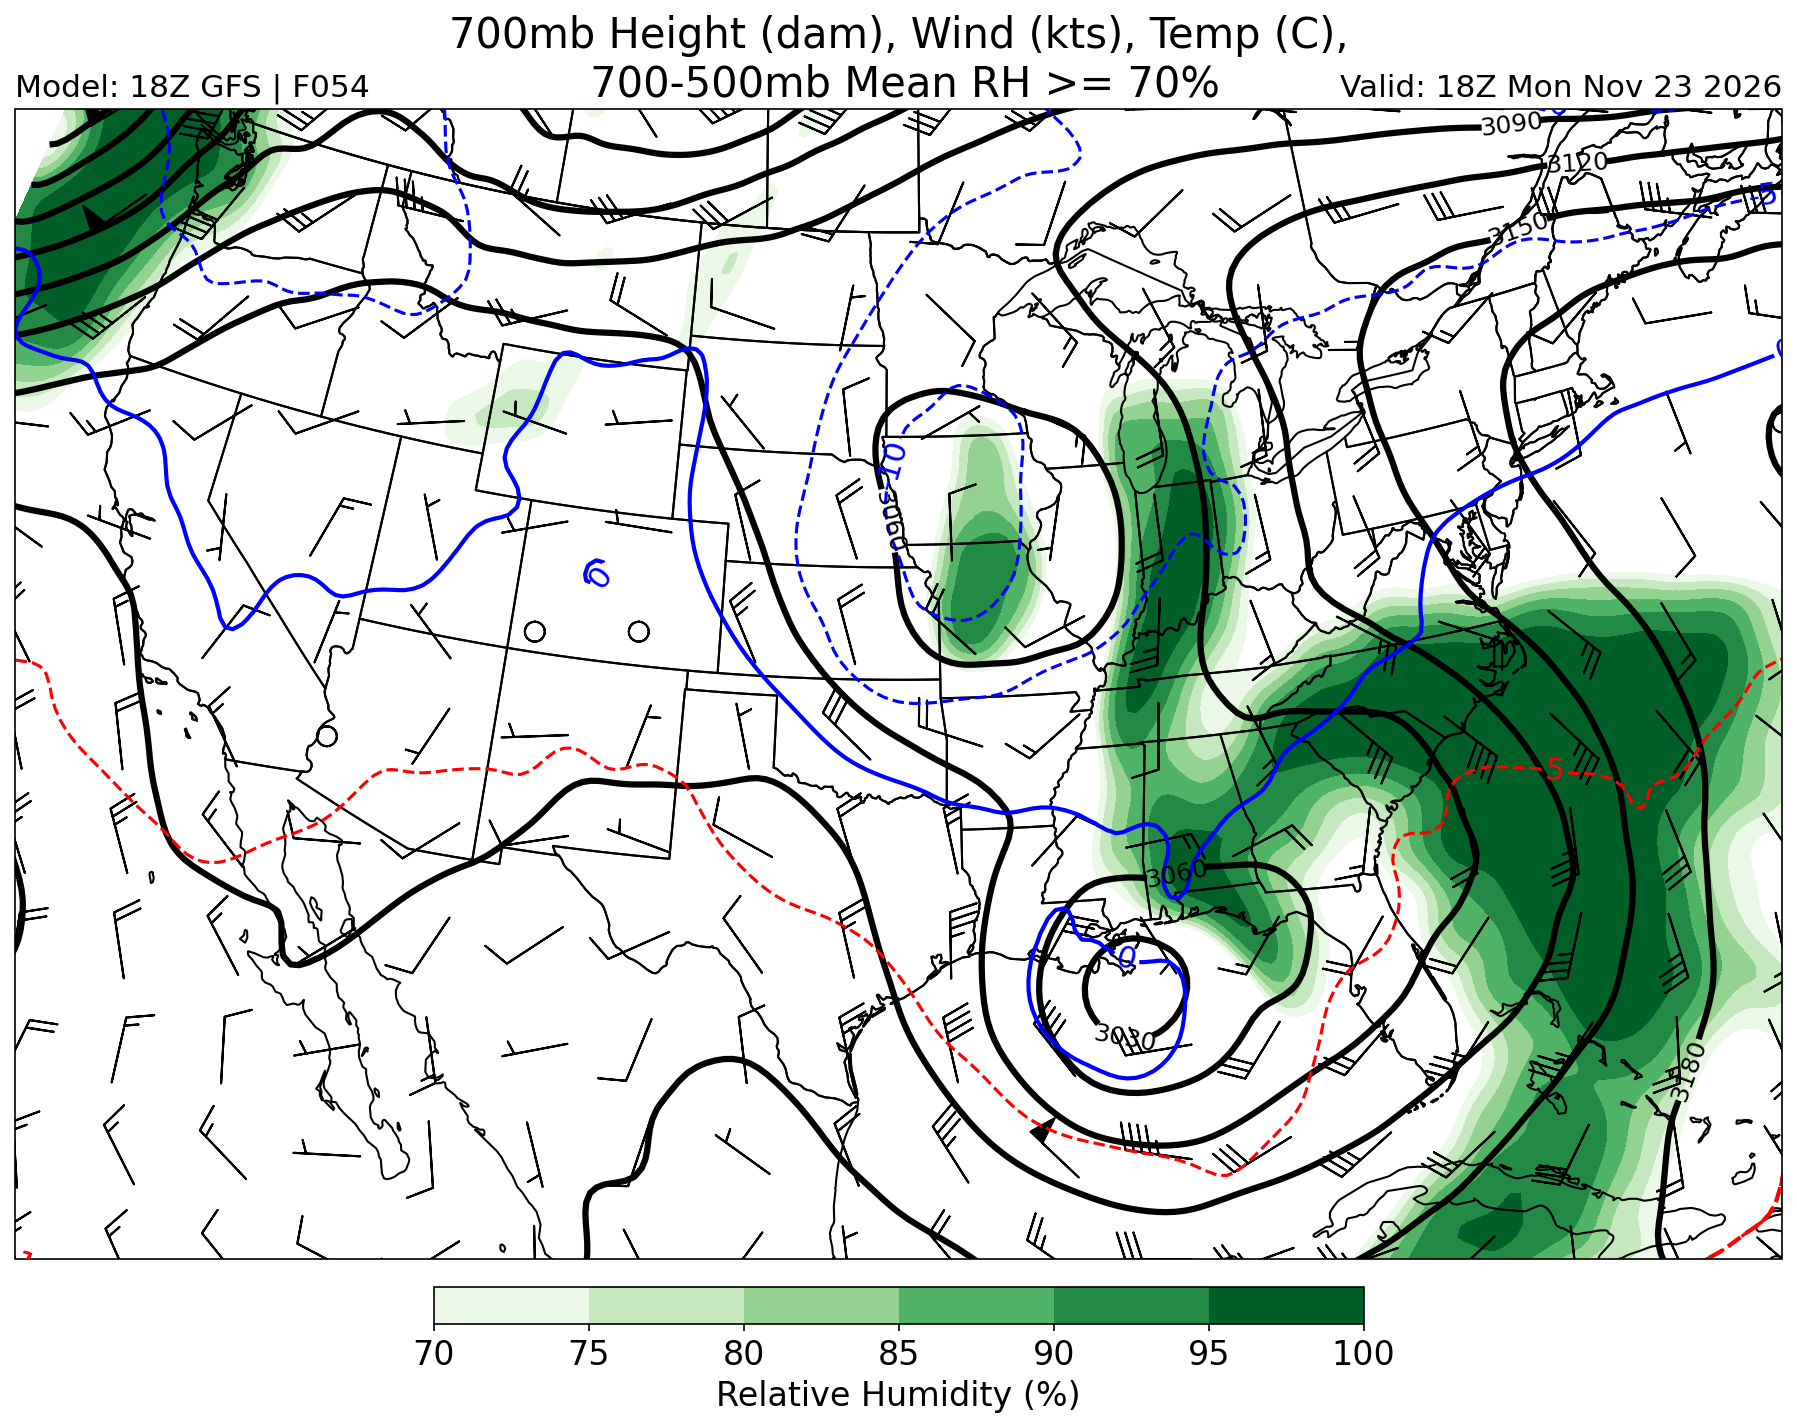 700mb Height (dam), Wind (kts), Temp (C),
700-500mb Mean RH >= 70%
Model: 18Z GFS | F054
Valid: 18Z Mon Nov 23 2026
3090
3120
-5
3150
-10
3060
0
5
3060
0
3030
3180
70 75 80 85 90 95 100
Relative Humidity (%)